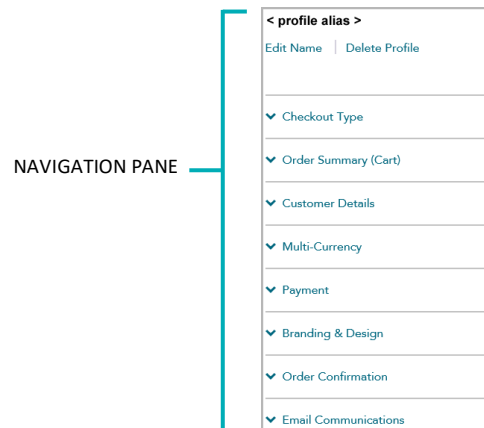 < profile alias >
Edit Name | Delete Profile
Checkout Type
Order Summary (Cart)
NAVIGATION PANE
Customer Details
Multi-Currency
Payment
Branding & Design
Order Confirmation
Email Communications